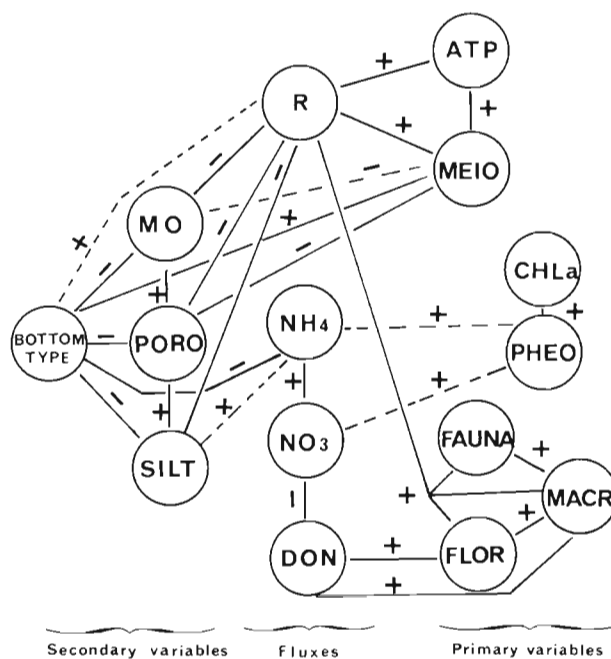 ATP
R
MEIO
MO
CHLa
BOTTOM
TYPE
PORO
NH4
PHEO
SILT
NO3
FAUNA
MACR
DON
FLOR
+
+
+
-
-
-
-
+
+
-
-
+
+
-
-
-
+
+
+
+
+
+
-
+
+
+
+
+
Secondary variables
Fluxes
Primary variables